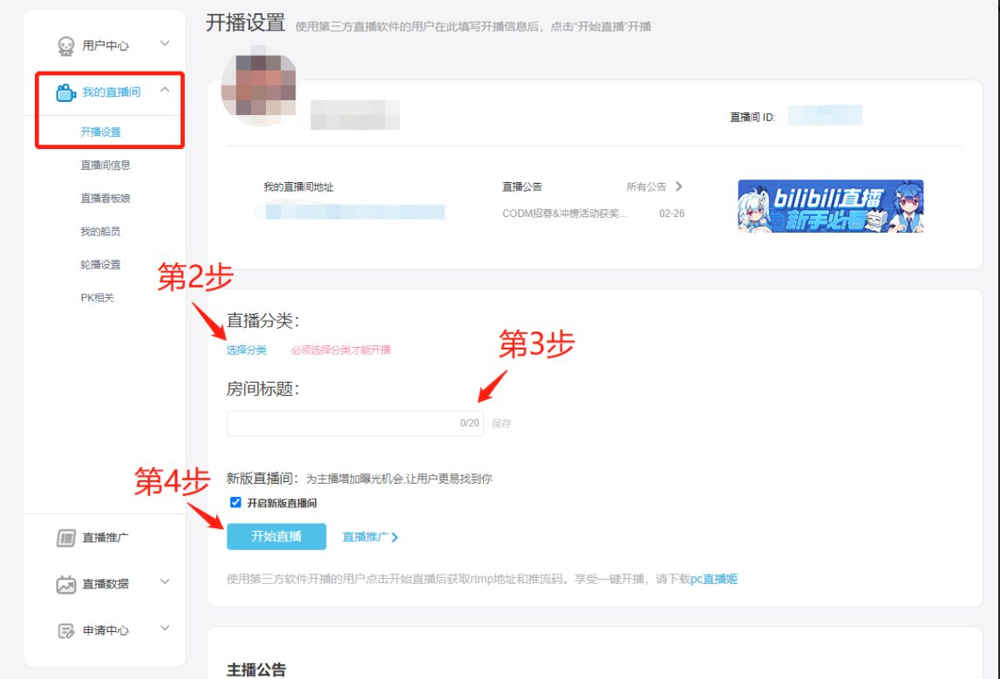 用户中心
我的直播间
开播设置
直播间信息
直播看板娘
我的船员
轮播设置
PK相关
直播推广
直播数据
申请中心
开播设置 使用第三方直播软件的用户在此填写开播信息后，点击“开始直播”开播
直播间 ID:
我的直播间地址
直播公告 所有公告
CODM招募&冲榜活动获奖... 02-26
bilibili直播
新手必看
第2步
直播分类：
选择分类 必须选择分类才能开播
第3步
房间标题：
0/20 保存
第4步
新版直播间：为主播增加曝光机会,让用户更易找到你
开启新版直播间
开始直播 直播推广
使用第三方软件开播的用户点击开始直播后获取rtmp地址和推流码。享受一键开播，请下载pc直播姬
主播公告